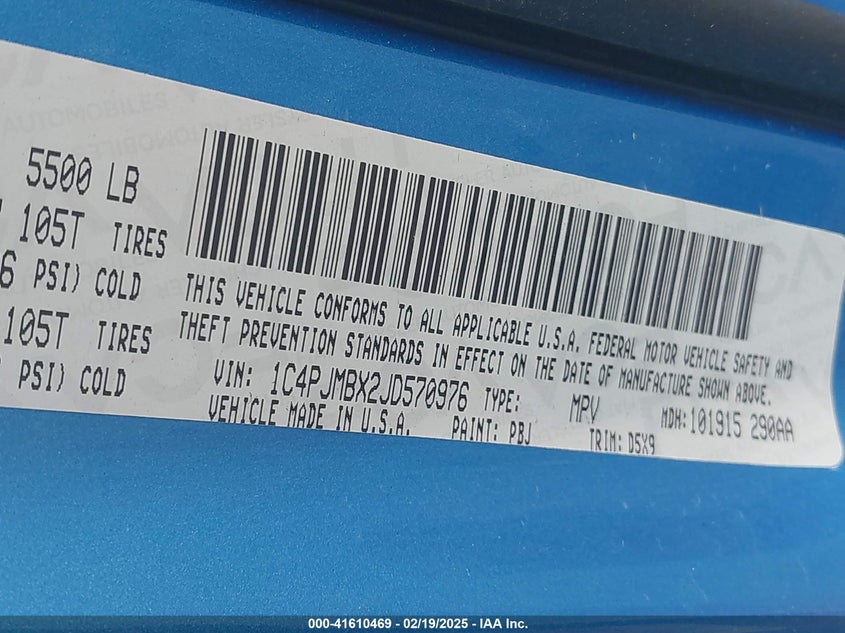 AUTOMOBILES
5500 LB
105T TIRES
6 PSI) COLD
105T TIRES
PSI) COLD
THIS VEHICLE CONFORMS TO ALL APPLICABLE U.S.A. FEDERAL MOTOR VEHICLE SAFETY AND
THEFT PREVENTION STANDARDS IN EFFECT ON THE DATE OF MANUFACTURE SHOWN ABOVE.
VIN: 1C4PJMBX2JD570976 TYPE: MPV MDH:101915 290AA
VEHICLE MADE IN U.S.A. PAINT: PBJ TRIM: D5X9
000-41610469 - 02/19/2025 - IAA Inc.